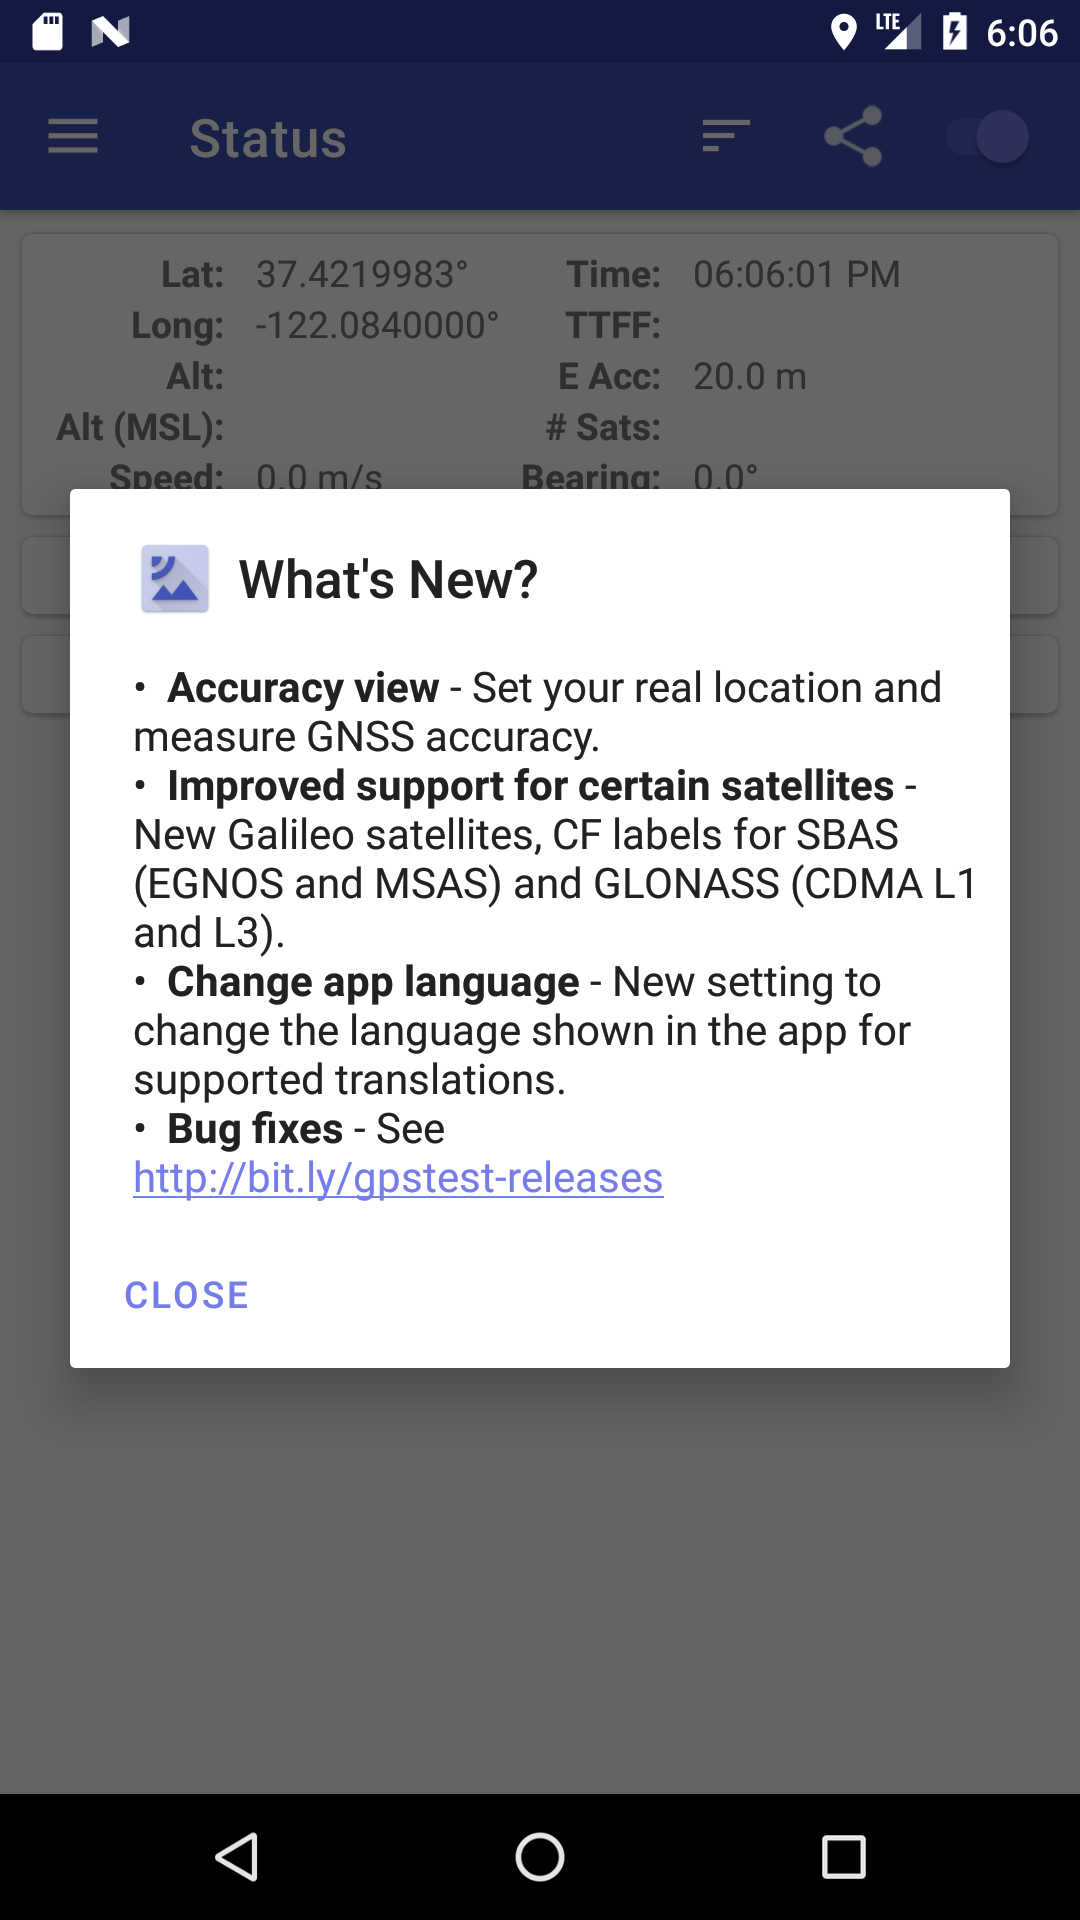 LTE 6:06
Status
Lat: 37.4219983° Time: 06:06:01 PM
Long: -122.0840000° TTFF:
Alt: E Acc: 20.0 m
Alt (MSL): # Sats:
Speed: 0.0 m/s Bearing: 0.0°
What's New?
• Accuracy view - Set your real location and
measure GNSS accuracy.
• Improved support for certain satellites -
New Galileo satellites, CF labels for SBAS
(EGNOS and MSAS) and GLONASS (CDMA L1
and L3).
• Change app language - New setting to
change the language shown in the app for
supported translations.
• Bug fixes - See
http://bit.ly/gpstest-releases
CLOSE